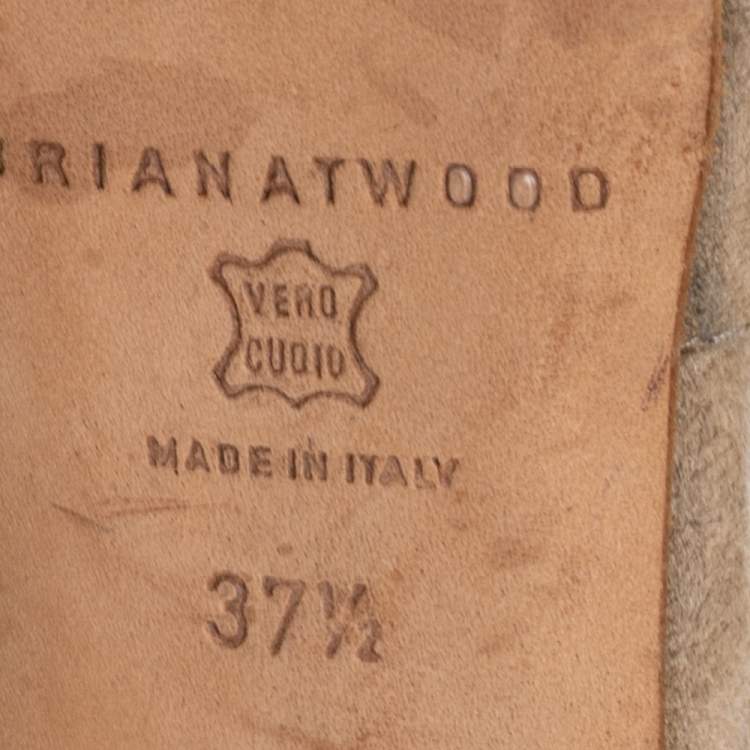 BRIANATWOOD
VERO
CUOIO
MADE IN ITALY
37½